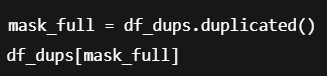 mask_full = df_dups.duplicated()
df_dups[mask_full]